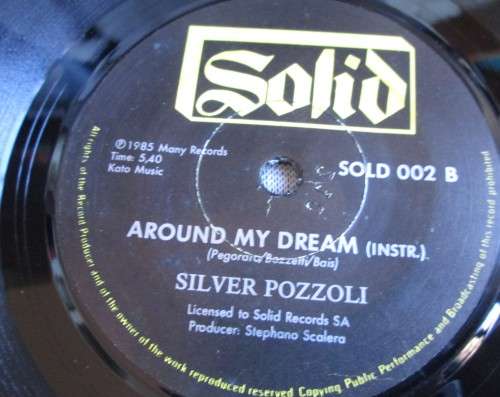 Solid
℗1985 Many Records
Time: 5,40
Kato Music
SOLD 002 B
AROUND MY DREAM (INSTR.)
(Pegoraro/Bozzetti/Bais)
SILVER POZZOLI
Licensed to Solid Records SA
Producer: Stephano Scalera
All rights of the Record Producer and of the owner of the work reproduced reserved Copying Public Performance and Broadcasting of this record prohibited